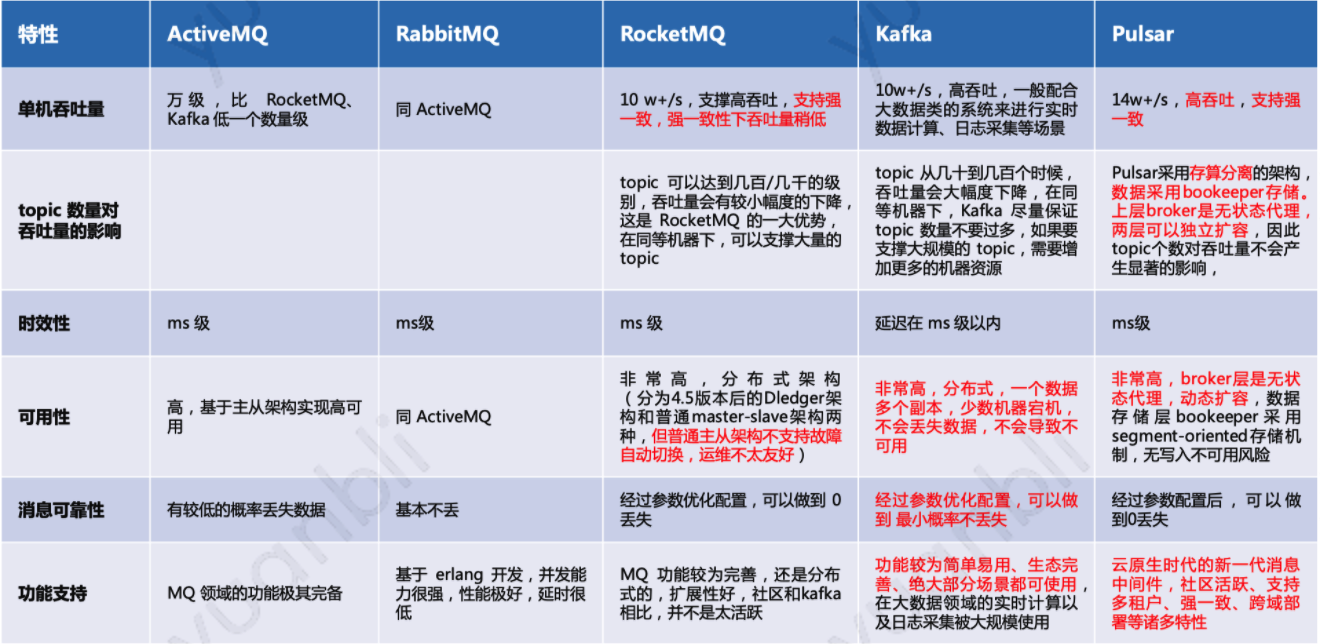 特性
ActiveMQ
RabbitMQ
RocketMQ
Kafka
Pulsar
单机吞吐量
万级，比 RocketMQ、
Kafka 低一个数量级
同 ActiveMQ
10 w+/s，支撑高吞吐，支持强
一致，强一致性下吞吐量稍低
10w+/s，高吞吐，一般配合
大数据类的系统来进行实时
数据计算、日志采集等场景
14w+/s，高吞吐，支持强
一致
topic 数量对
吞吐量的影响
topic 可以达到几百/几千的级
别，吞吐量会有较小幅度的下降，
这是 RocketMQ 的一大优势，
在同等机器下，可以支撑大量的
topic
topic 从几十到几百个时候，
吞吐量会大幅度下降，在同
等机器下，Kafka 尽量保证
topic 数量不要过多，如果要
支撑大规模的 topic，需要增
加更多的机器资源
Pulsar采用存算分离的架构，
数据采用bookeeper存储。
上层broker是无状态代理，
两层可以独立扩容，因此
topic个数对吞吐量不会产
生显著的影响，
时效性
ms 级
ms级
ms 级
延迟在 ms 级以内
ms级
可用性
高，基于主从架构实现高可
用
同 ActiveMQ
非常高，分布式架构
（分为4.5版本后的Dledger架
构和普通master-slave架构两
种，但普通主从架构不支持故障
自动切换，运维不太友好）
非常高，分布式，一个数据
多个副本，少数机器宕机，
不会丢失数据，不会导致不
可用
非常高，broker层是无状
态代理，动态扩容，数据
存储层bookeeper采用
segment-oriented存储机
制，无写入不可用风险
消息可靠性
有较低的概率丢失数据
基本不丢
经过参数优化配置，可以做到 0
丢失
经过参数优化配置，可以做
到 最小概率不丢失
经过参数配置后，可以做
到0丢失
功能支持
MQ 领域的功能极其完备
基于 erlang 开发，并发能
力很强，性能极好，延时很
低
MQ 功能较为完善，还是分布
式的，扩展性好，社区和kafka
相比，并不是太活跃
功能较为简单易用、生态完
善、绝大部分场景都可使用，
在大数据领域的实时计算以
及日志采集被大规模使用
云原生时代的新一代消息
中间件，社区活跃、支持
多租户、强一致、跨域部
署等诸多特性
yuanbli
yuanbli